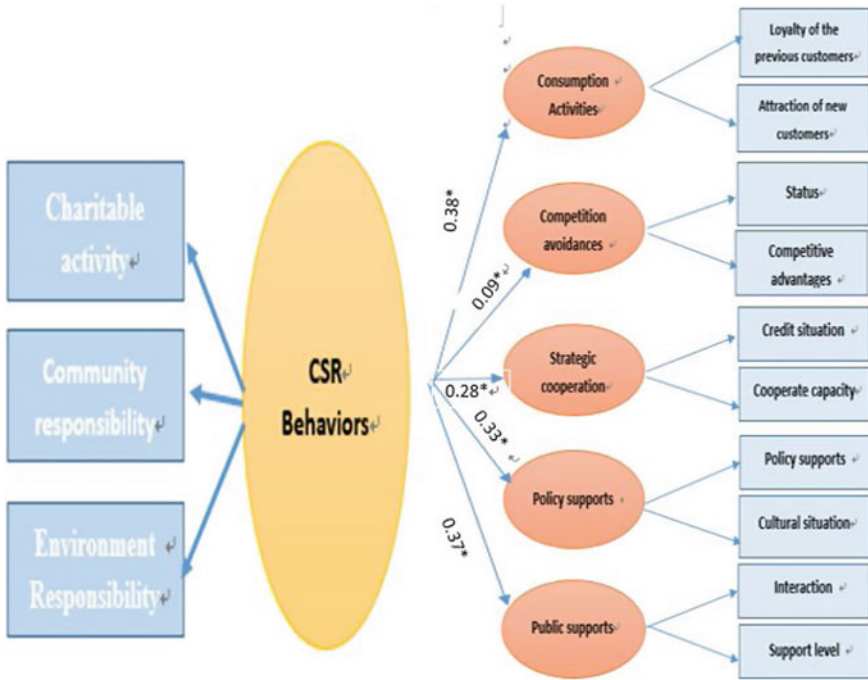 Charitable
activity
Community
responsibility
Environment
Responsibility
CSR
Behaviors
0.38*
0.09*
0.28*
0.33*
0.37*
Consumption
Activities
Competition
avoidances
Strategic
cooperation
Policy supports
Public supports
Loyalty of the
previous customers
Attraction of new
customers
Status
Competitive
advantages
Credit situation
Cooperate capacity
Policy supports
Cultural situation
Interaction
Support level